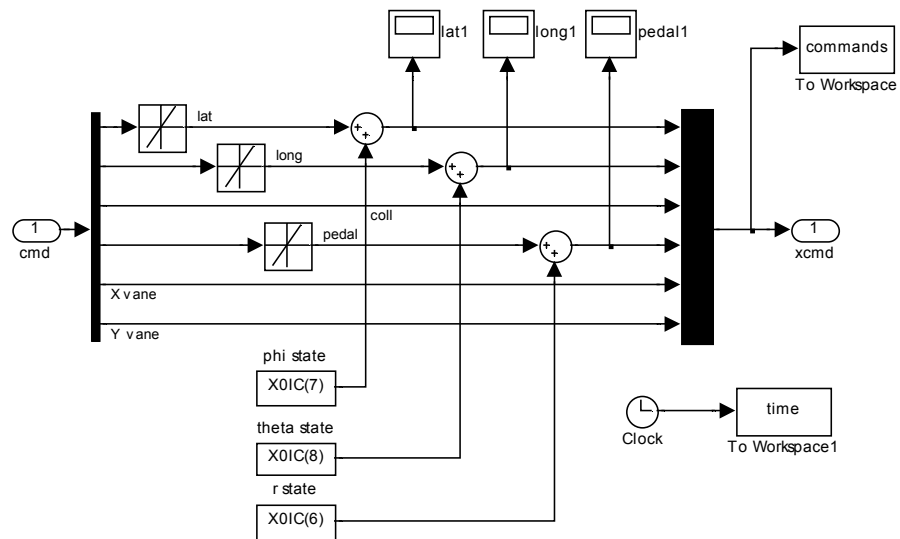 lat1
long1
pedal1
commands
To Workspace
lat
+
+
long
+
+
coll
1
cmd
pedal
+
+
1
xcmd
X vane
Y vane
phi state
X0IC(7)
theta state
X0IC(8)
r state
X0IC(6)
Clock
time
To Workspace1